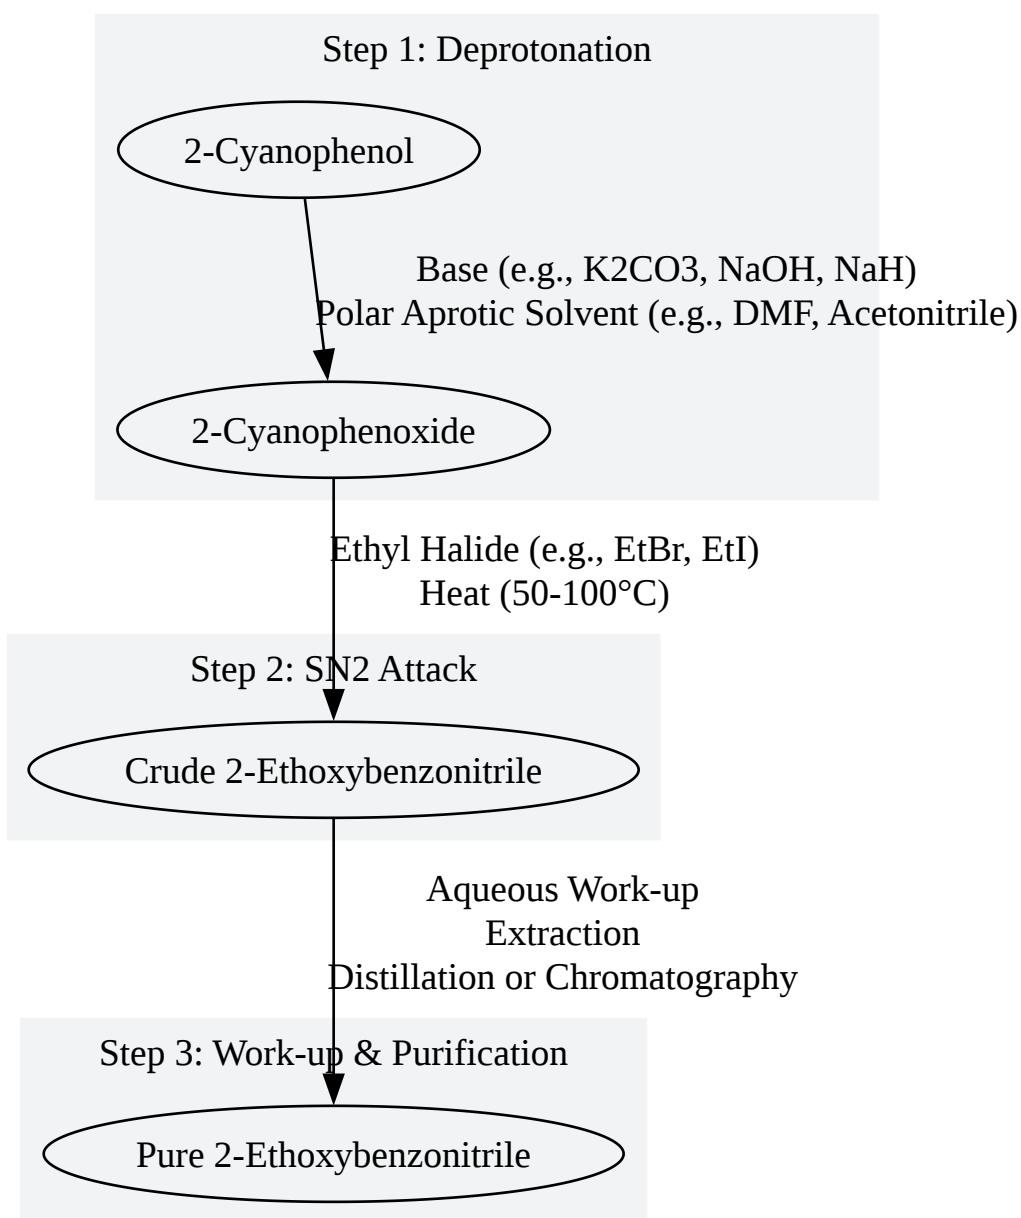 Step 1: Deprotonation
2-Cyanophenol
Base (e.g., K2CO3, NaOH, NaH)
Polar Aprotic Solvent (e.g., DMF, Acetonitrile)
2-Cyanophenoxide
Ethyl Halide (e.g., EtBr, EtI)
Heat (50-100°C)
Step 2: SN2 Attack
Crude 2-Ethoxybenzonitrile
Aqueous Work-up
Extraction
Distillation or Chromatography
Step 3: Work-up & Purification
Pure 2-Ethoxybenzonitrile